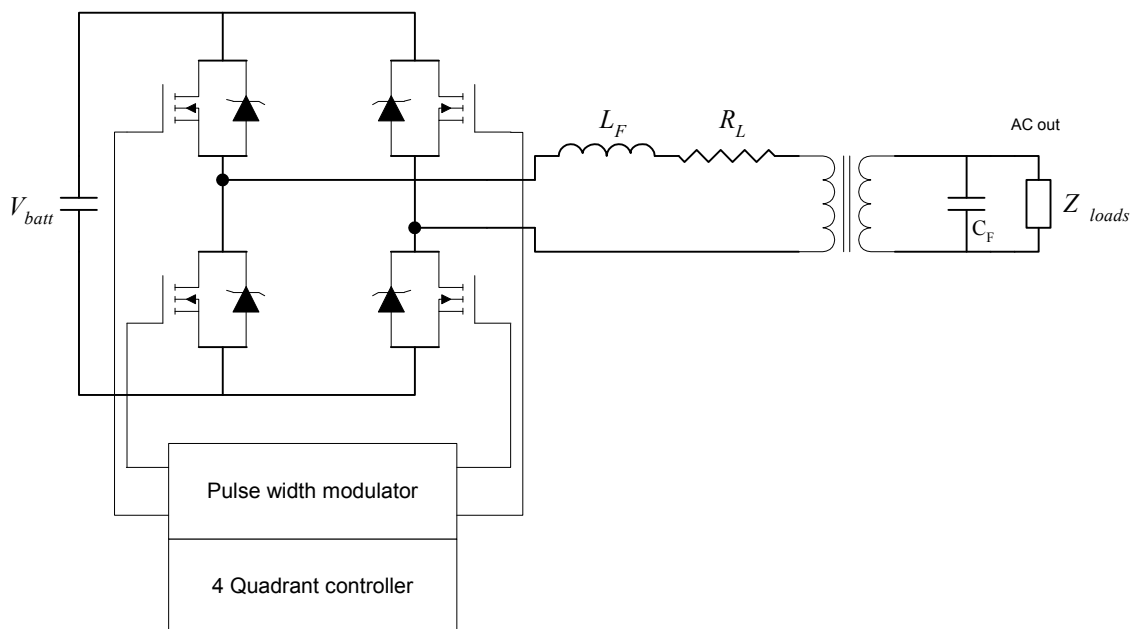 L_F
R_L
AC out
V_batt
C_F
Z_loads
Pulse width modulator
4 Quadrant controller